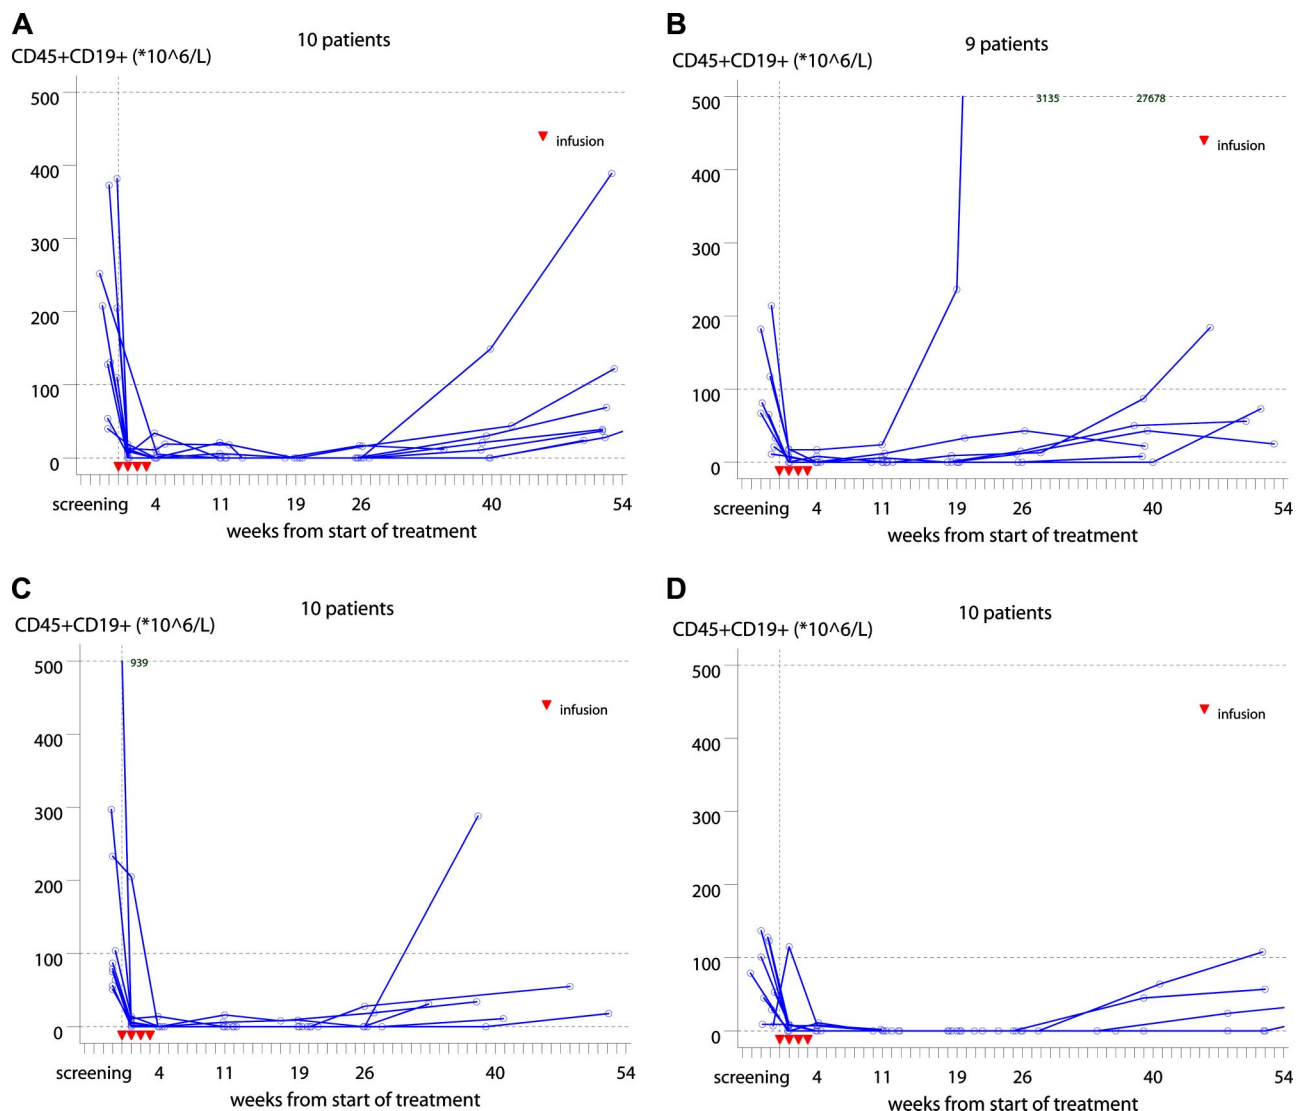 A
10 patients
CD45+CD19+ (*10^6/L)
500
400
300
200
100
0
infusion
screening 4 11 19 26 40 54
weeks from start of treatment
B
9 patients
CD45+CD19+ (*10^6/L)
500
400
300
200
100
0
3135 27678
infusion
screening 4 11 19 26 40 54
weeks from start of treatment
C
10 patients
CD45+CD19+ (*10^6/L)
500
400
300
200
100
0
939
infusion
screening 4 11 19 26 40 54
weeks from start of treatment
D
10 patients
CD45+CD19+ (*10^6/L)
500
400
300
200
100
0
infusion
screening 4 11 19 26 40 54
weeks from start of treatment